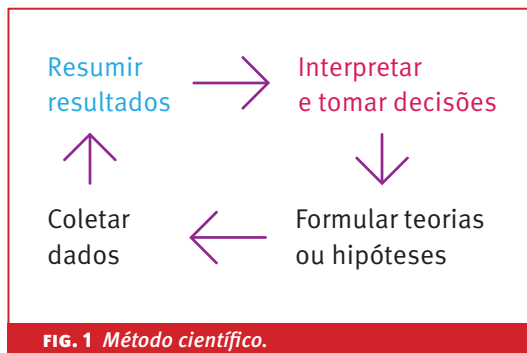 Resumir
resultados
Interpretar
e tomar decisões
Coletar
dados
Formular teorias
ou hipóteses
FIG. 1 Método científico.